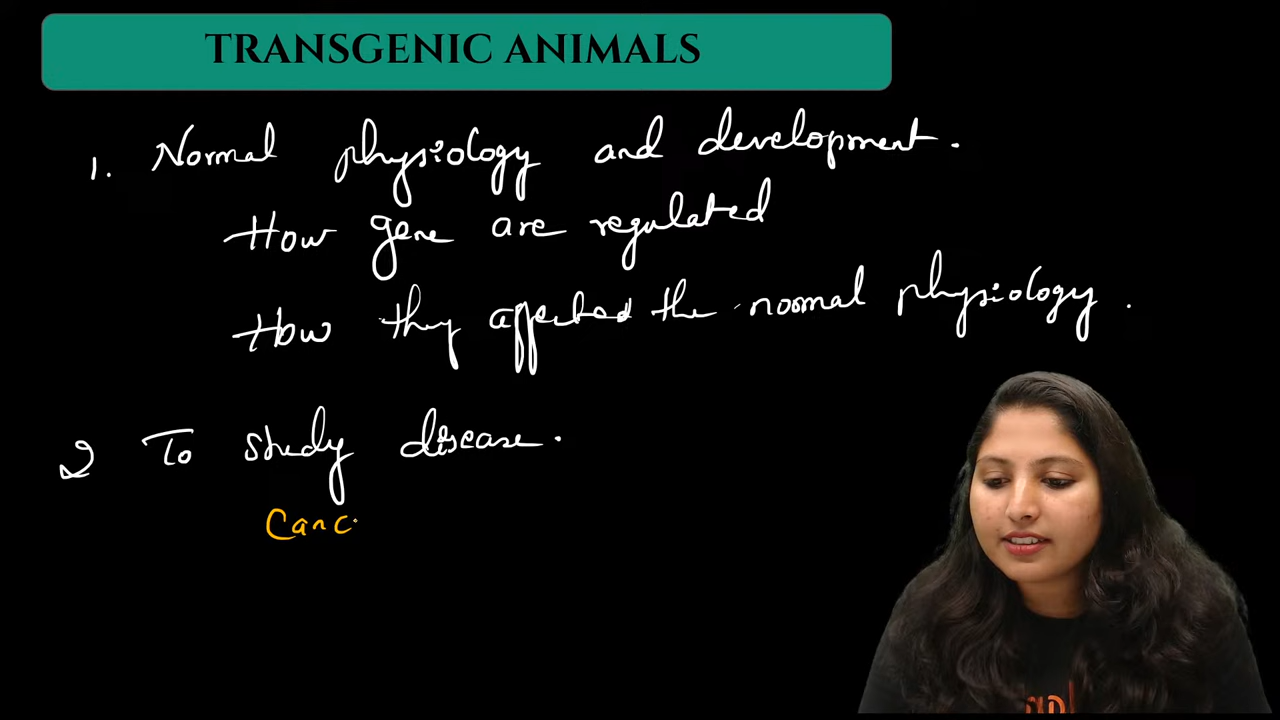 TRANSGENIC ANIMALS
1. Normal physiology and development.
How gene are regulated
How they affected the normal physiology.
2 To study disease.
Canc